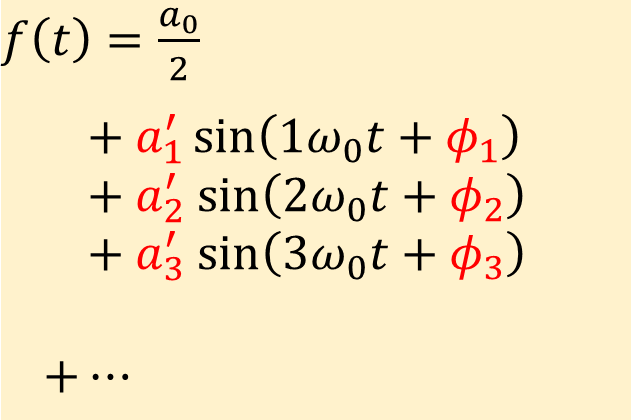 f(t) = a₀/2
+ a′₁ sin(1ω₀t + ϕ₁)
+ a′₂ sin(2ω₀t + ϕ₂)
+ a′₃ sin(3ω₀t + ϕ₃)
+ ⋯